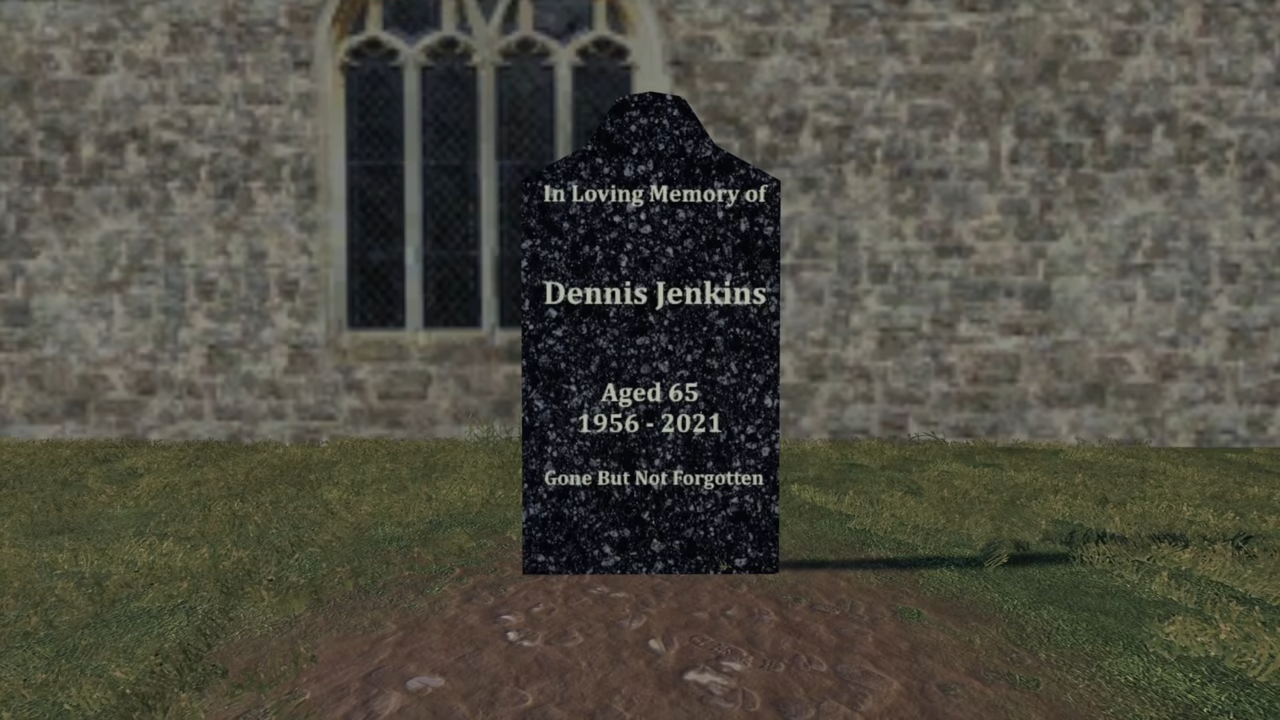 In Loving Memory of
Dennis Jenkins
Aged 65
1956 - 2021
Gone But Not Forgotten